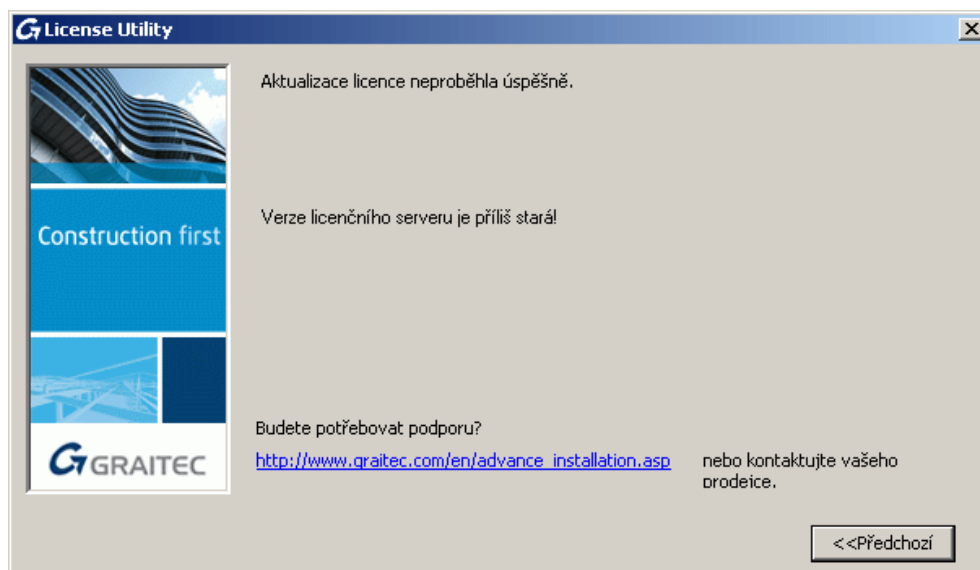 License Utility
Aktualizace licence neproběhla úspěšně.
Verze licenčního serveru je příliš stará!
Construction first
Budete potřebovat podporu?
GRAITEC
http://www.graitec.com/en/advance_installation.asp nebo kontaktujte vašeho
prodejce.
<<Předchozí